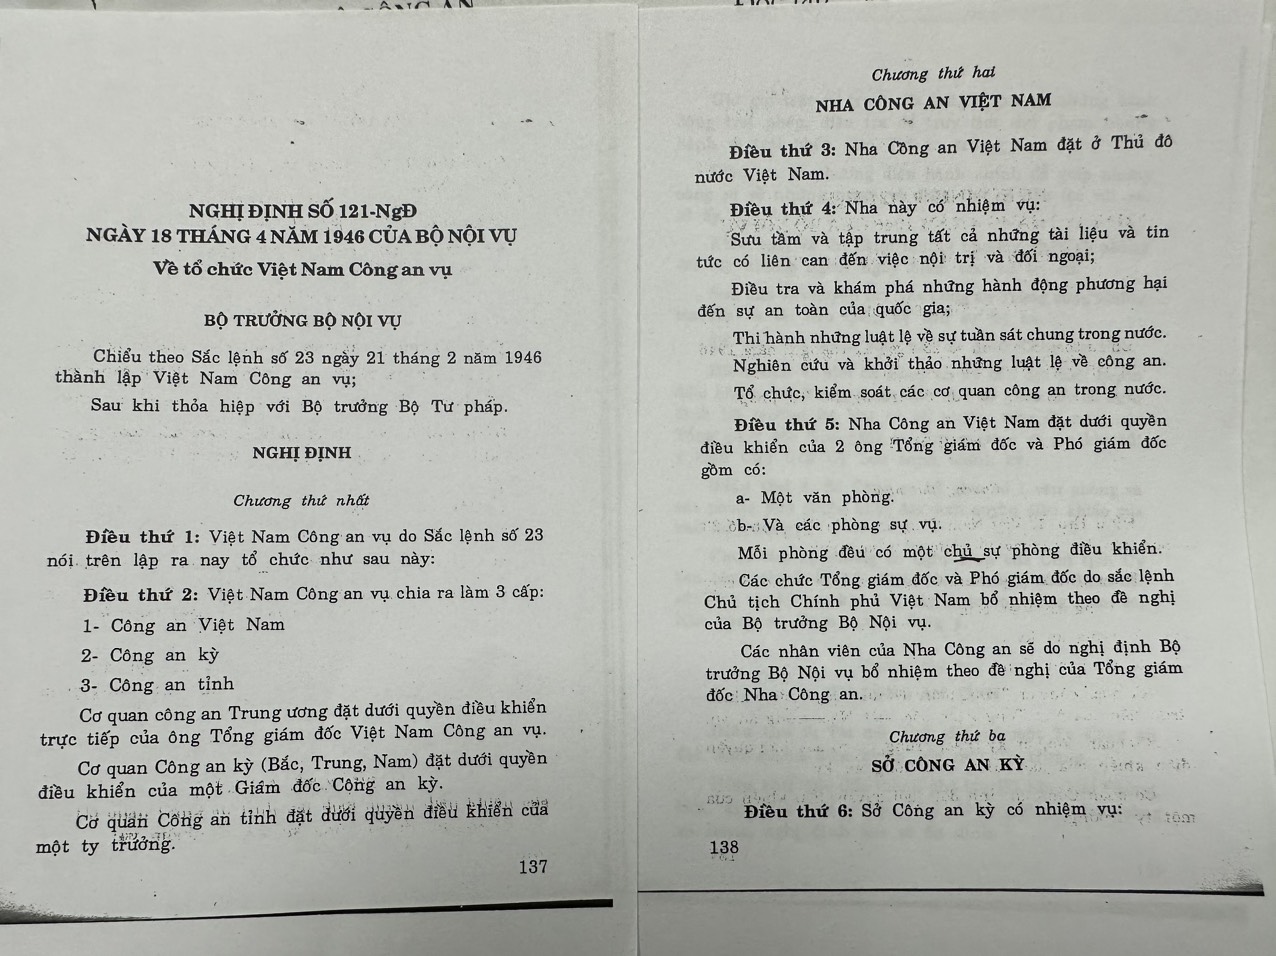 NGHỊ ĐỊNH SỐ 121-NgĐ
NGÀY 18 THÁNG 4 NĂM 1946 CỦA BỘ NỘI VỤ
Về tổ chức Việt Nam Công an vụ
BỘ TRƯỞNG BỘ NỘI VỤ
Chiểu theo Sắc lệnh số 23 ngày 21 tháng 2 năm 1946
thành lập Việt Nam Công an vụ;
Sau khi thỏa hiệp với Bộ trưởng Bộ Tư pháp.
NGHỊ ĐỊNH
Chương thứ nhất
Điều thứ 1: Việt Nam Công an vụ do Sắc lệnh số 23
nói trên lập ra nay tổ chức như sau này:
Điều thứ 2: Việt Nam Công an vụ chia ra làm 3 cấp:
1- Công an Việt Nam
2- Công an kỳ
3- Công an tỉnh
Cơ quan công an Trung ương đặt dưới quyền điều khiển
trực tiếp của ông Tổng giám đốc Việt Nam Công an vụ.
Cơ quan Công an kỳ (Bắc, Trung, Nam) đặt dưới quyền
điều khiển của một Giám đốc Công an kỳ.
Cơ quan Công an tỉnh đặt dưới quyền điều khiển của
một ty trưởng.
137
Chương thứ hai
NHA CÔNG AN VIỆT NAM
Điều thứ 3: Nha Công an Việt Nam đặt ở Thủ đô
nước Việt Nam.
Điều thứ 4: Nha này có nhiệm vụ:
Sưu tầm và tập trung tất cả những tài liệu và tin
tức có liên can đến việc nội trị và đối ngoại;
Điều tra và khám phá những hành động phương hại
đến sự an toàn của quốc gia;
Thi hành những luật lệ về sự tuần sát chung trong nước.
Nghiên cứu và khởi thảo những luật lệ về công an.
Tổ chức, kiểm soát các cơ quan công an trong nước.
Điều thứ 5: Nha Công an Việt Nam đặt dưới quyền
điều khiển của 2 ông Tổng giám đốc và Phó giám đốc
gồm có:
a- Một văn phòng.
b- Và các phòng sự vụ.
Mỗi phòng đều có một chủ sự phòng điều khiển.
Các chức Tổng giám đốc và Phó giám đốc do sắc lệnh
Chủ tịch Chính phủ Việt Nam bổ nhiệm theo đề nghị
của Bộ trưởng Bộ Nội vụ.
Các nhân viên của Nha Công an sẽ do nghị định Bộ
trưởng Bộ Nội vụ bổ nhiệm theo đề nghị của Tổng giám
đốc Nha Công an.
Chương thứ ba
SỞ CÔNG AN KỲ
Điều thứ 6: Sở Công an kỳ có nhiệm vụ:
138